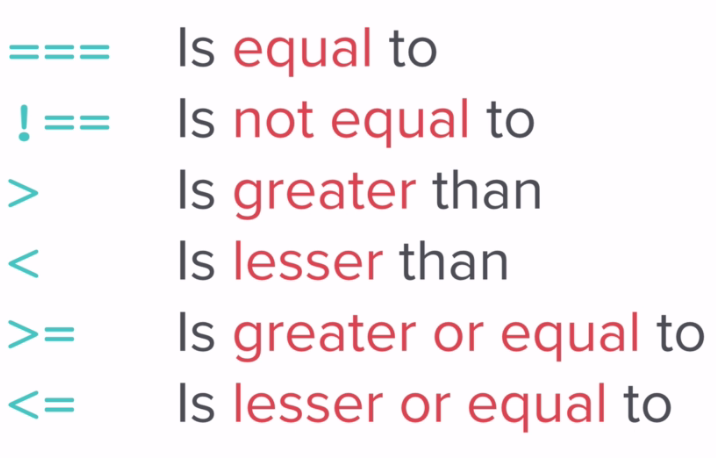 === Is equal to
!== Is not equal to
> Is greater than
< Is lesser than
>= Is greater or equal to
<= Is lesser or equal to